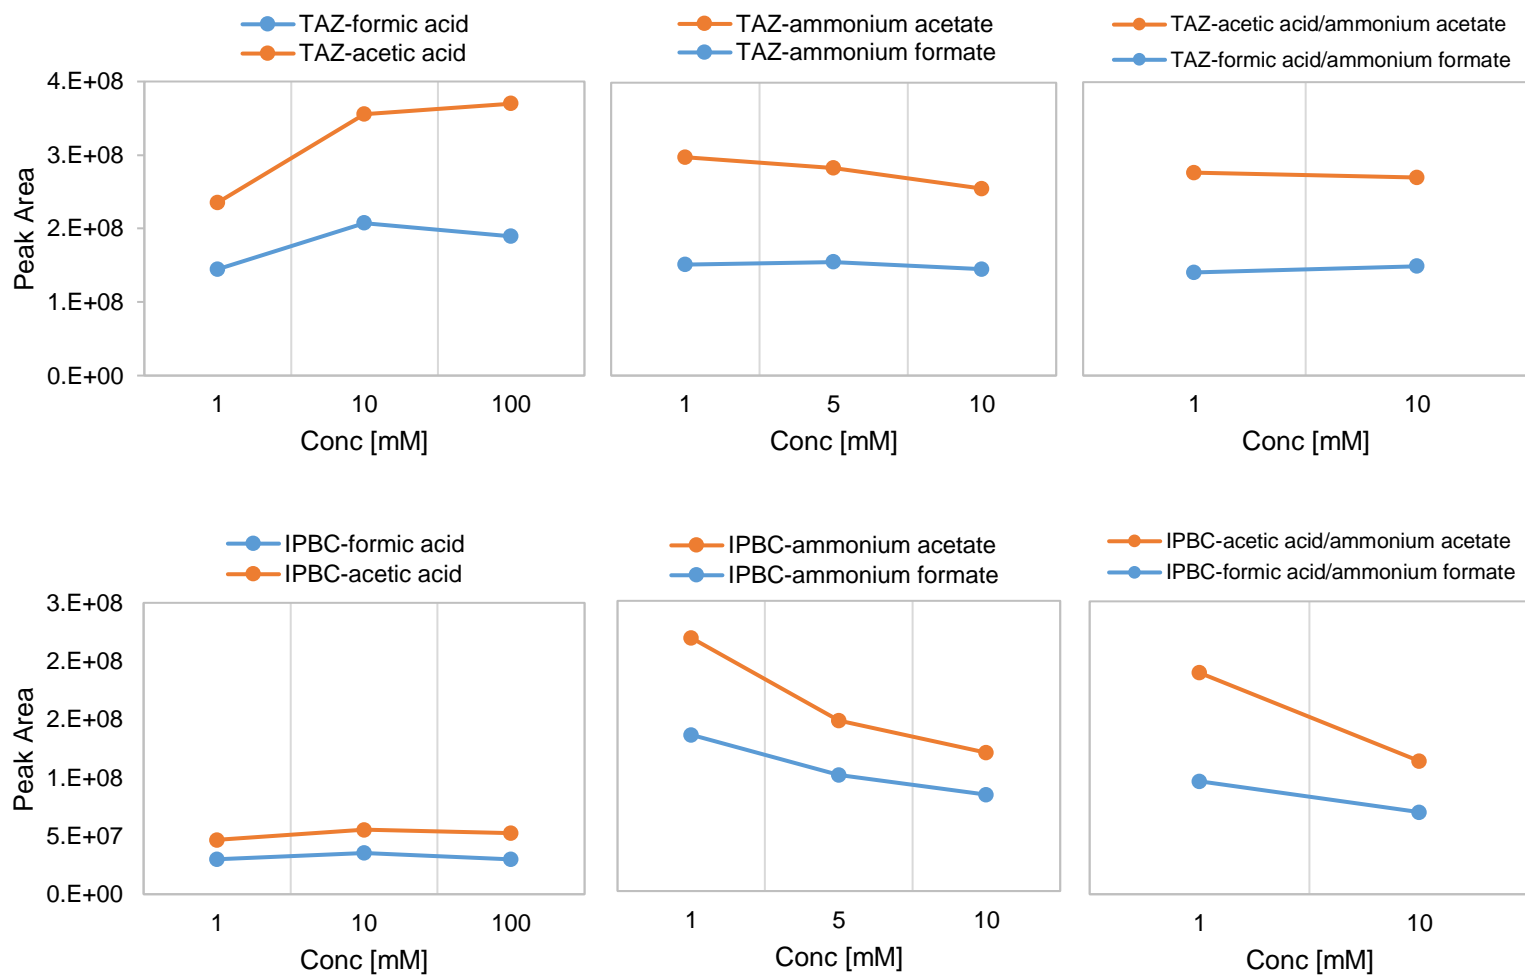 TAZ-formic acid
TAZ-acetic acid
TAZ-ammonium acetate
TAZ-ammonium formate
TAZ-acetic acid/ammonium acetate
TAZ-formic acid/ammonium formate
4.E+08
3.E+08
2.E+08
1.E+08
0.E+00
Peak Area
1 10 100
Conc [mM]
1 5 10
Conc [mM]
1 10
Conc [mM]
IPBC-formic acid
IPBC-acetic acid
IPBC-ammonium acetate
IPBC-ammonium formate
IPBC-acetic acid/ammonium acetate
IPBC-formic acid/ammonium formate
3.E+08
2.E+08
2.E+08
1.E+08
5.E+07
0.E+00
Peak Area
1 10 100
Conc [mM]
1 5 10
Conc [mM]
1 10
Conc [mM]